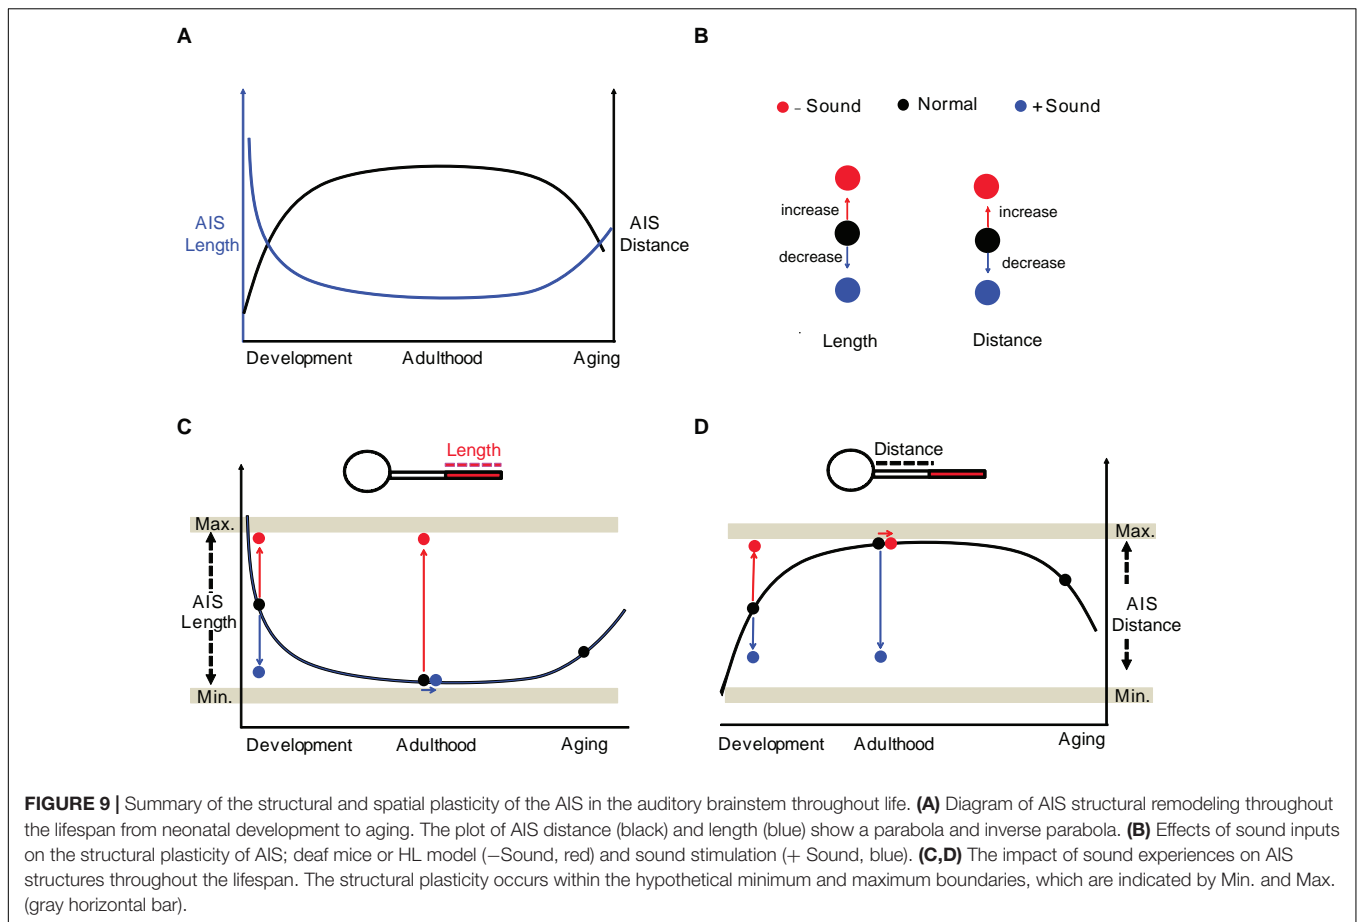 A
AIS
Length
AIS
Distance
Development Adulthood Aging
B
- Sound Normal +Sound
increase
decrease
increase
decrease
Length Distance
C
Length
Max.
AIS
Length
Min.
Development Adulthood Aging
D
Distance
Max.
AIS
Distance
Min.
Development Adulthood Aging
FIGURE 9 | Summary of the structural and spatial plasticity of the AIS in the auditory brainstem throughout life. (A) Diagram of AIS structural remodeling throughout
the lifespan from neonatal development to aging. The plot of AIS distance (black) and length (blue) show a parabola and inverse parabola. (B) Effects of sound inputs
on the structural plasticity of AIS; deaf mice or HL model (−Sound, red) and sound stimulation (+ Sound, blue). (C,D) The impact of sound experiences on AIS
structures throughout the lifespan. The structural plasticity occurs within the hypothetical minimum and maximum boundaries, which are indicated by Min. and Max.
(gray horizontal bar).